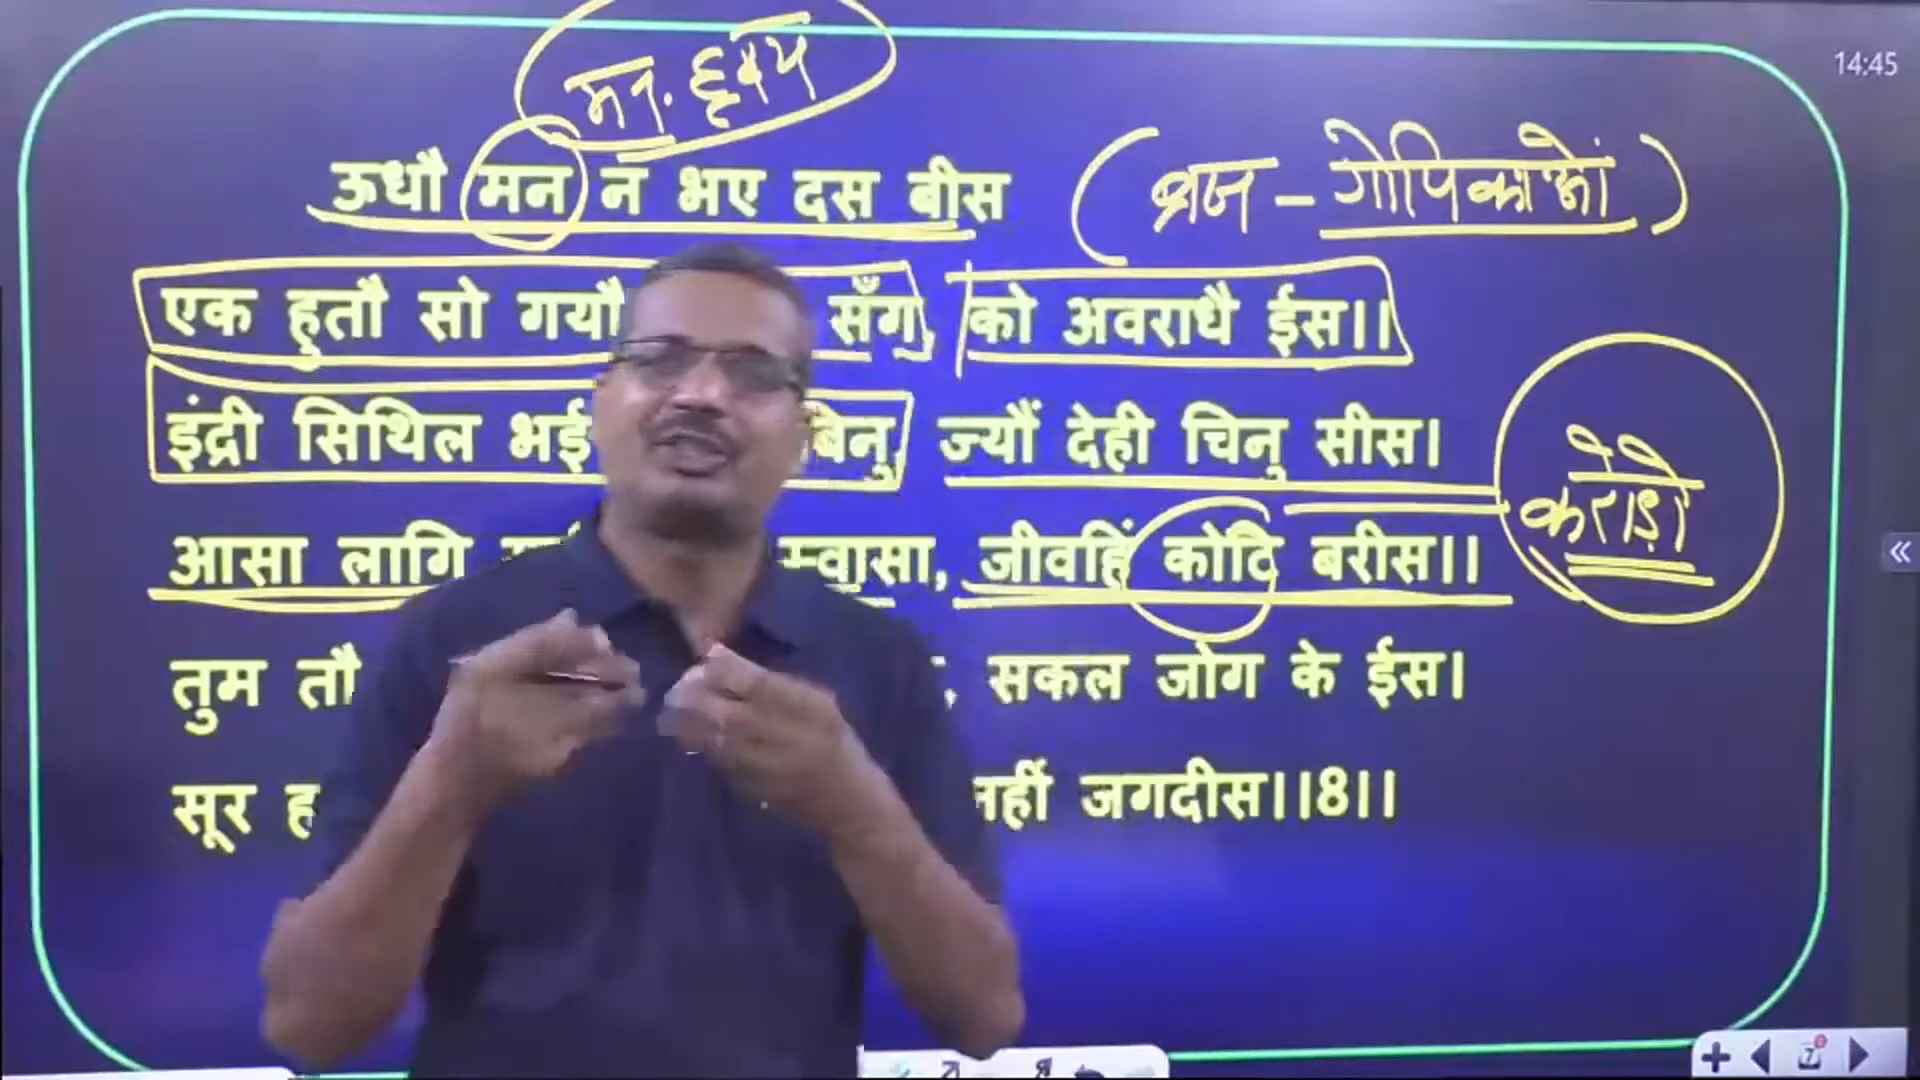 14:45
मन. हृदय
ऊधौ मन न भए दस बीस
(ब्रज - गोपिकाओं)
एक हुतौ सो गयौ सँग, को अवराधै ईस।।
इंद्री सिथिल भई बिनु, ज्यौं देही चिनु सीस।
करोड़ों
आसा लागि स्वासा, जीवहिं कोटि बरीस।।
तुम तौ , सकल जोग के ईस।
सूर नहीं जगदीस।।8।।